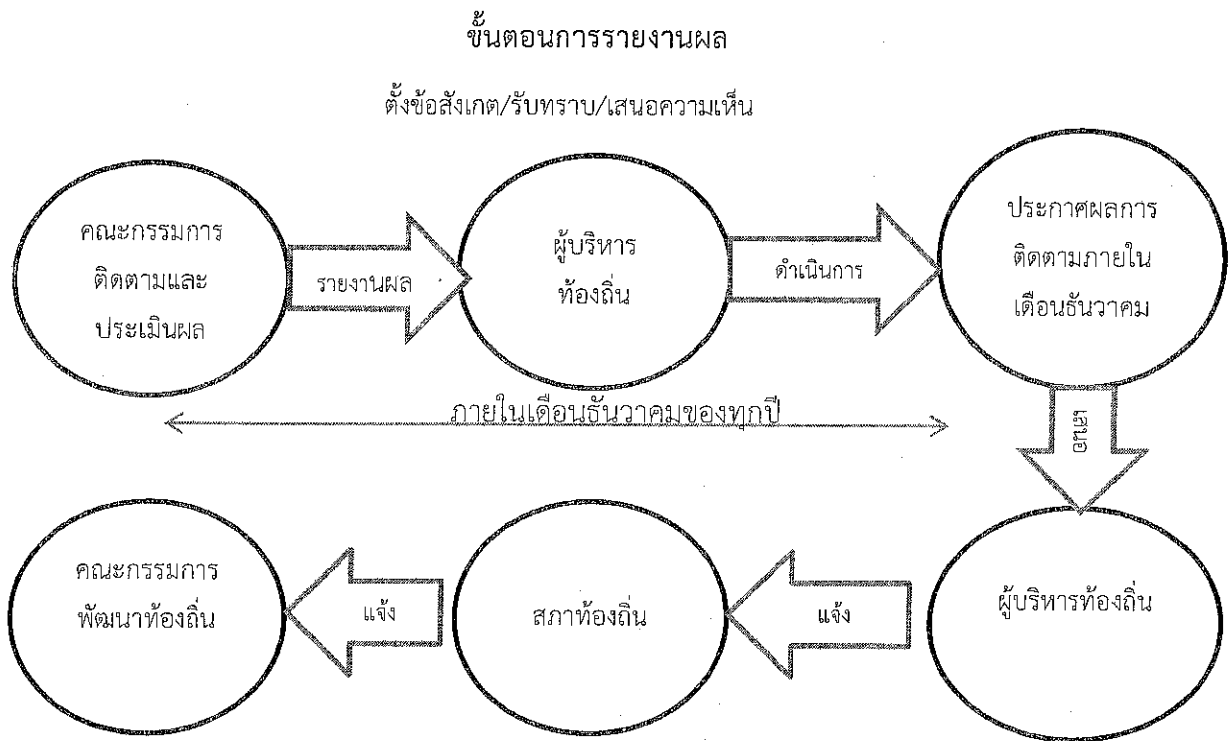 ขั้นตอนการรายงานผล
ตั้งข้อสังเกต/รับทราบ/เสนอความเห็น
คณะกรรมการ
ติดตามและ
ประเมินผล
รายงานผล
ผู้บริหาร
ท้องถิ่น
ดำเนินการ
ประกาศผลการ
ติดตามภายใน
เดือนธันวาคม
ภายในเดือนธันวาคมของทุกปี
เสนอ
ผู้บริหารท้องถิ่น
แจ้ง
สภาท้องถิ่น
แจ้ง
คณะกรรมการ
พัฒนาท้องถิ่น